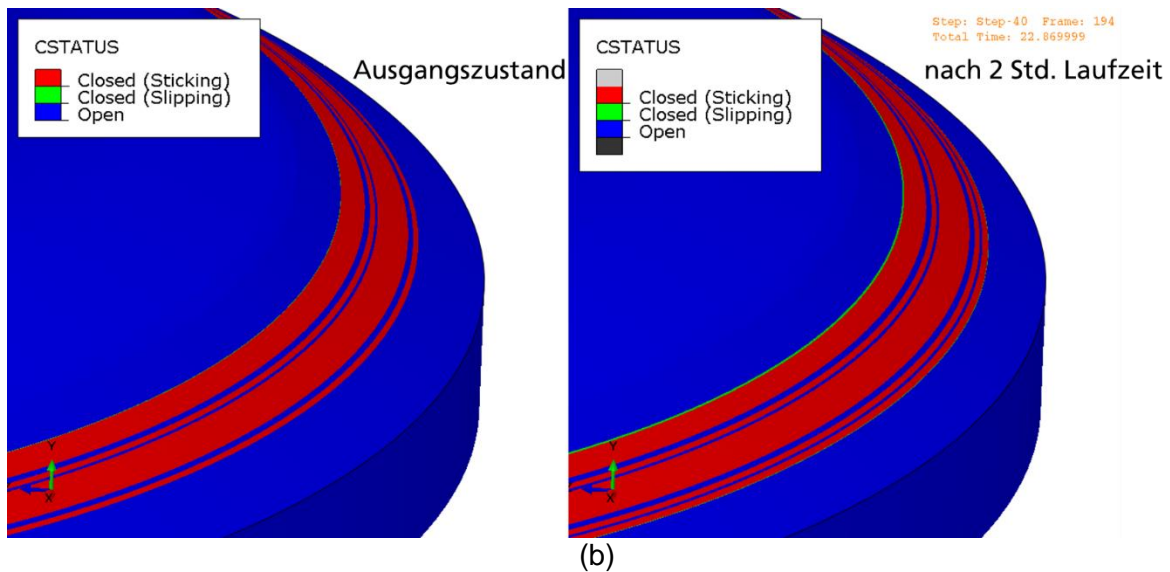 CSTATUS
Closed (Sticking)
Closed (Slipping)
Open
Ausgangszustand
Y
X
CSTATUS
Closed (Sticking)
Closed (Slipping)
Open
Step: Step-40 Frame: 194
Total Time: 22.869999
nach 2 Std. Laufzeit
Y
X
(b)